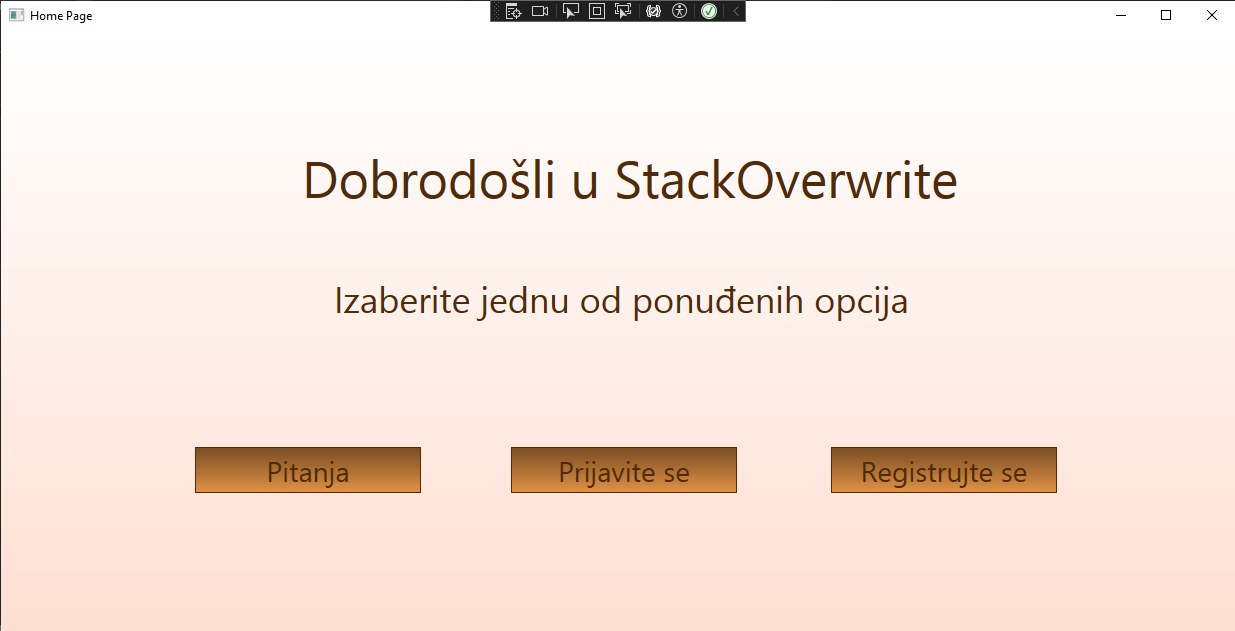 Home Page
Dobrodošli u StackOverwrite
Izaberite jednu od ponuđenih opcija
Pitanja
Prijavite se
Registrujte se